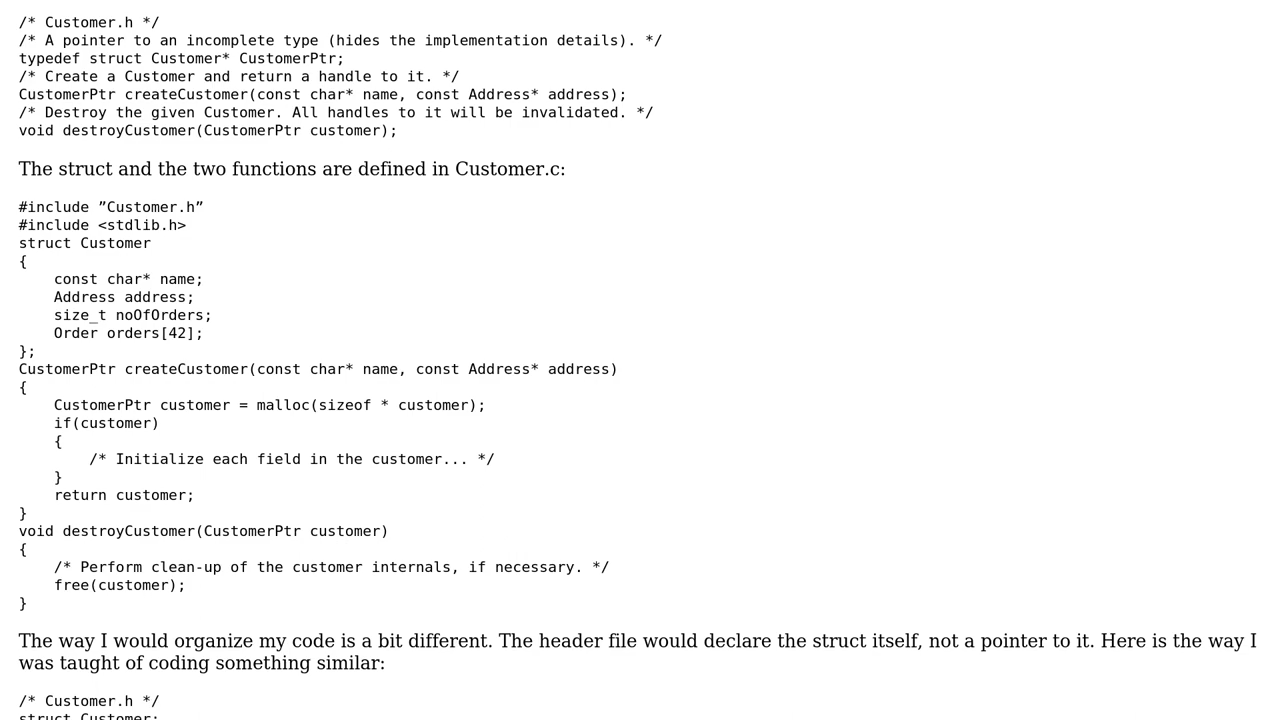 /* Customer.h */
/* A pointer to an incomplete type (hides the implementation details). */
typedef struct Customer* CustomerPtr;
/* Create a Customer and return a handle to it. */
CustomerPtr createCustomer(const char* name, const Address* address);
/* Destroy the given Customer. All handles to it will be invalidated. */
void destroyCustomer(CustomerPtr customer);
The struct and the two functions are defined in Customer.c:
#include ”Customer.h”
#include <stdlib.h>
struct Customer
{
    const char* name;
    Address address;
    size_t noOfOrders;
    Order orders[42];
};
CustomerPtr createCustomer(const char* name, const Address* address)
{
    CustomerPtr customer = malloc(sizeof * customer);
    if(customer)
    {
        /* Initialize each field in the customer... */
    }
    return customer;
}
void destroyCustomer(CustomerPtr customer)
{
    /* Perform clean-up of the customer internals, if necessary. */
    free(customer);
}
The way I would organize my code is a bit different. The header file would declare the struct itself, not a pointer to it. Here is the way I
was taught of coding something similar:
/* Customer.h */
struct Customer;